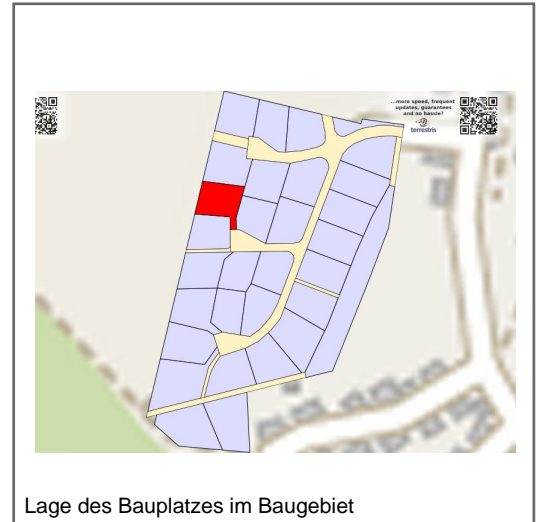 ...more speed, frequent
updates, guarantees
and no hassle?
terrestris
Lage des Bauplatzes im Baugebiet